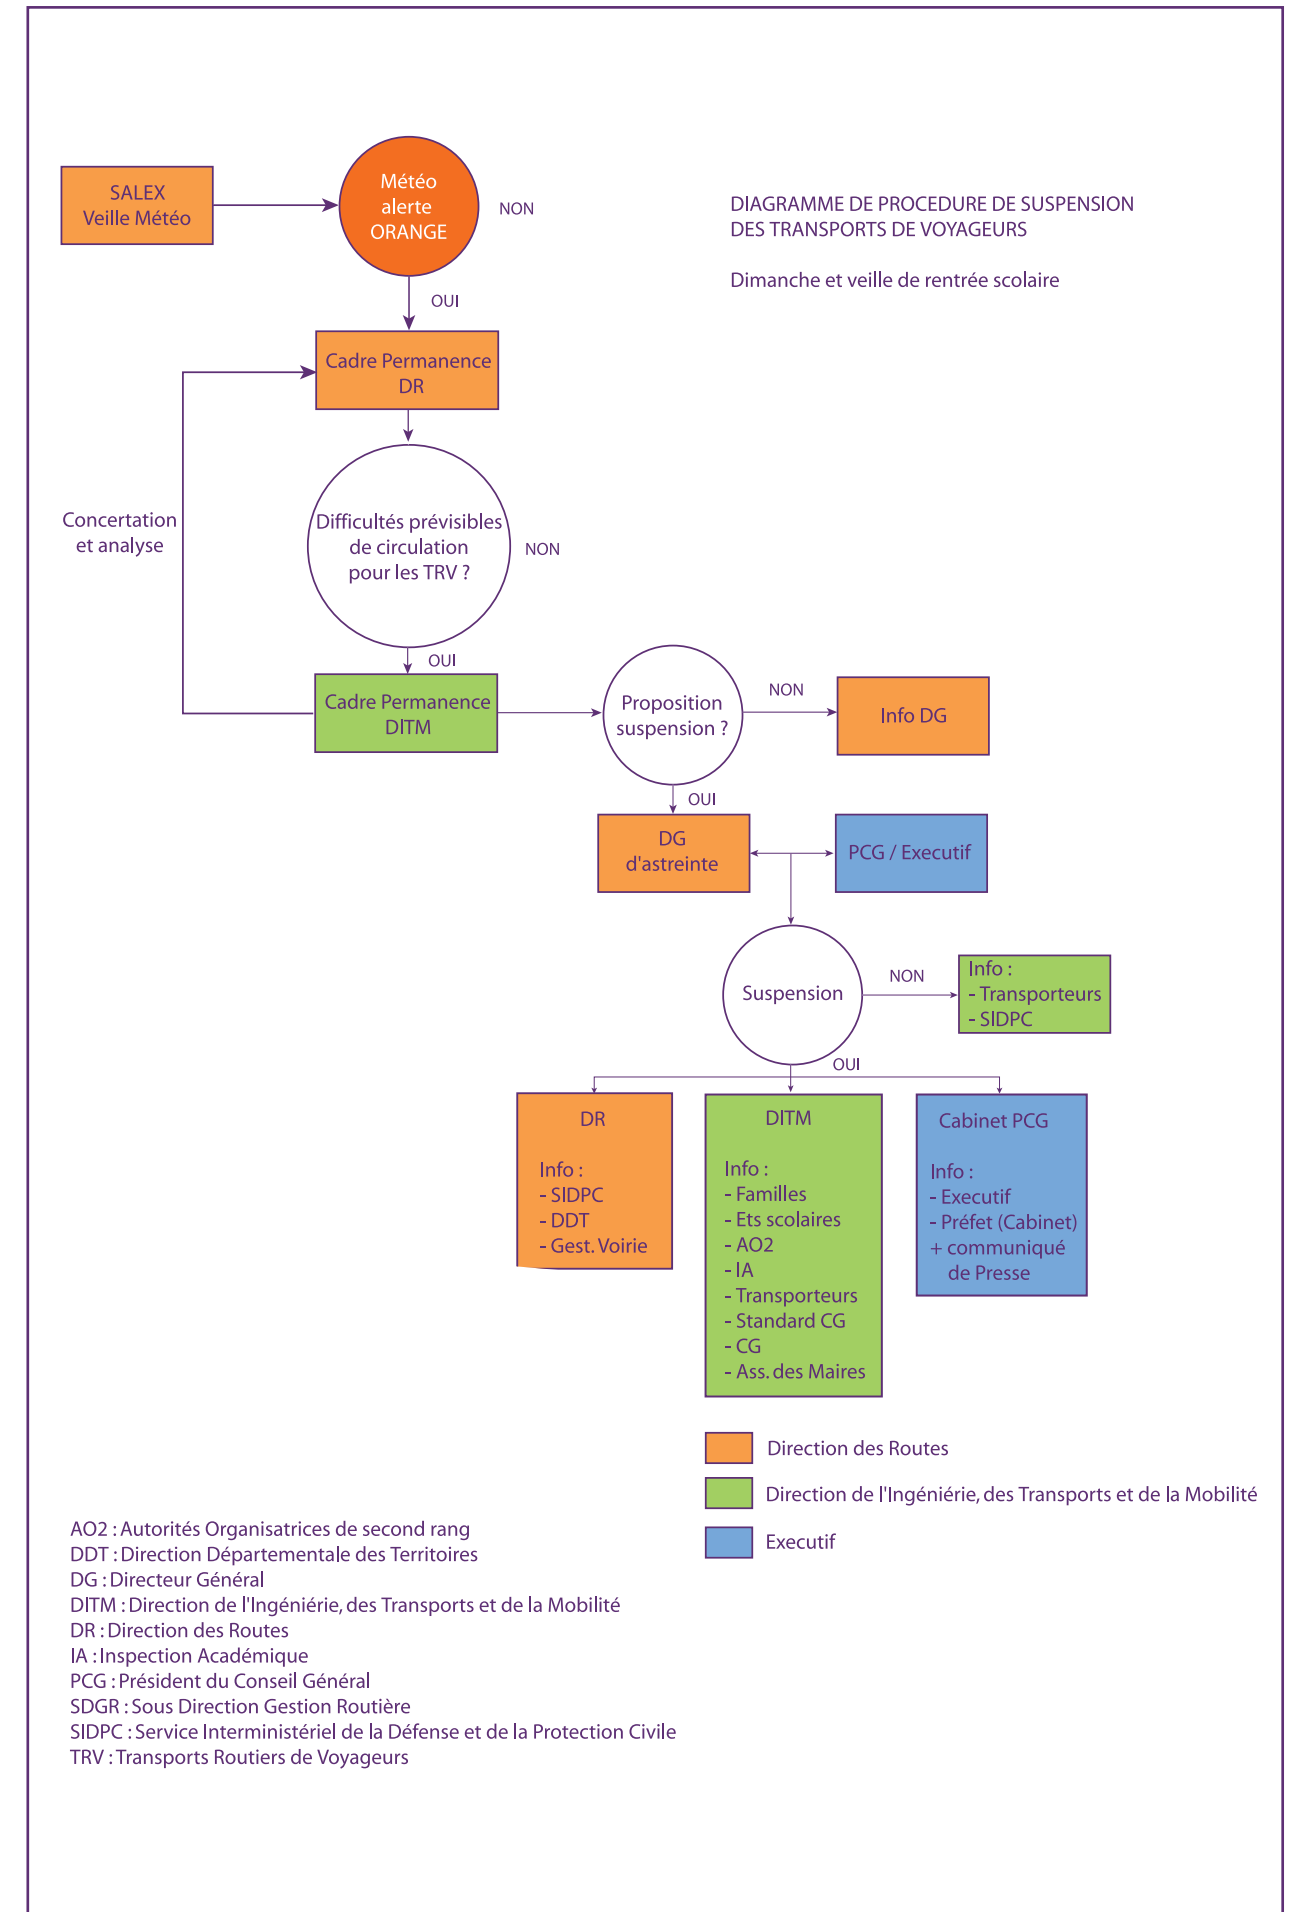 SALEX
Veille Météo
Météo
alerte
ORANGE
NON
DIAGRAMME DE PROCEDURE DE SUSPENSION
DES TRANSPORTS DE VOYAGEURS
Dimanche et veille de rentrée scolaire
OUI
Cadre Permanence
DR
Concertation
et analyse
Difficultés prévisibles
de circulation
pour les TRV ?
NON
OUI
Cadre Permanence
DITM
Proposition
suspension ?
NON
Info DG
OUI
DG
d'astreinte
PCG / Executif
Suspension
NON
Info :
- Transporteurs
- SIDPC
OUI
DR
Info :
- SIDPC
- DDT
- Gest. Voirie
DITM
Info :
- Familles
- Ets scolaires
- AO2
- IA
- Transporteurs
- Standard CG
- CG
- Ass. des Maires
Cabinet PCG
Info :
- Executif
- Préfet (Cabinet)
+ communiqué
de Presse
Direction des Routes
Direction de l'Ingéniérie, des Transports et de la Mobilité
Executif
AO2 : Autorités Organisatrices de second rang
DDT : Direction Départementale des Territoires
DG : Directeur Général
DITM : Direction de l'Ingéniérie, des Transports et de la Mobilité
DR : Direction des Routes
IA : Inspection Académique
PCG : Président du Conseil Général
SDGR : Sous Direction Gestion Routière
SIDPC : Service Interministériel de la Défense et de la Protection Civile
TRV : Transports Routiers de Voyageurs